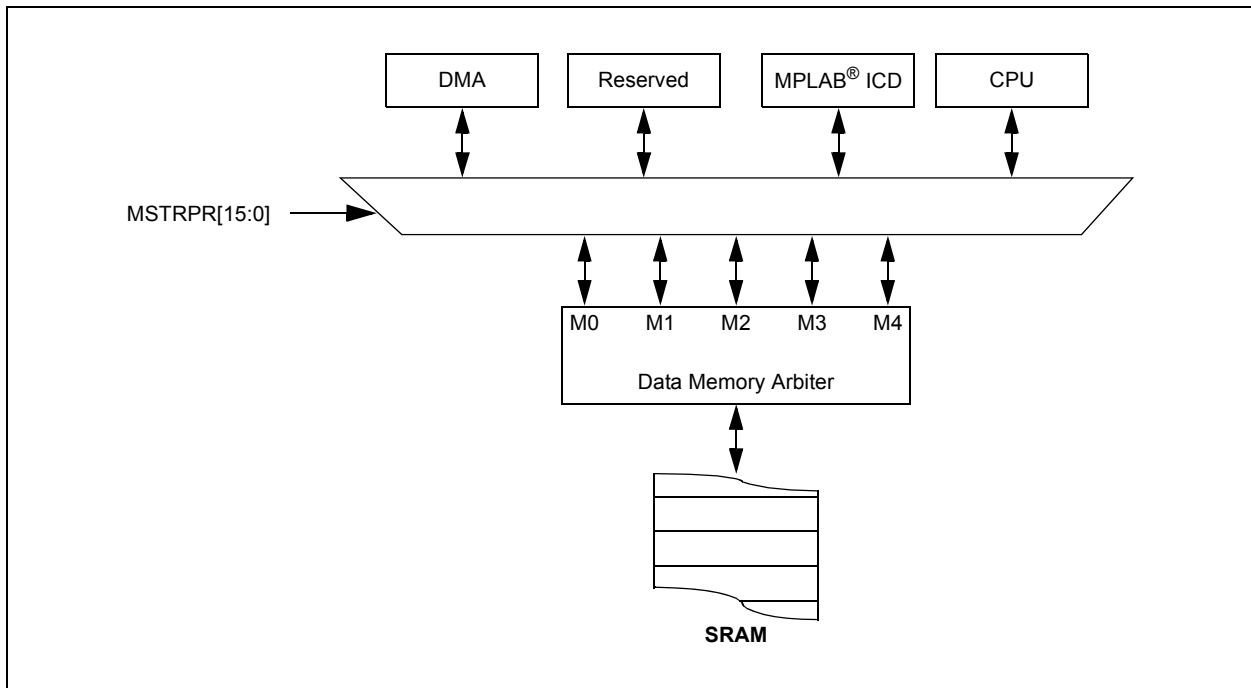 DMA
Reserved
MPLAB® ICD
CPU
MSTRPR[15:0]
M0 M1 M2 M3 M4
Data Memory Arbiter
SRAM